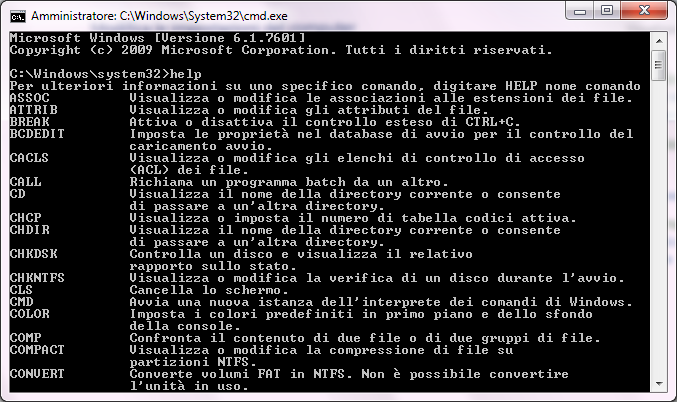 Amministratore: C:\Windows\System32\cmd.exe
Microsoft Windows [Versione 6.1.7601]
Copyright (c) 2009 Microsoft Corporation. Tutti i diritti riservati.
C:\Windows\system32>help
Per ulteriori informazioni su uno specifico comando, digitare HELP nome comando
ASSOC Visualizza o modifica le associazioni alle estensioni dei file.
ATTRIB Visualizza o modifica gli attributi del file.
BREAK Attiva o disattiva il controllo esteso di CTRL+C.
BCDEDIT Imposta le proprietà nel database di avvio per il controllo del
caricamento avvio.
CACLS Visualizza o modifica gli elenchi di controllo di accesso
(ACL) dei file.
CALL Richiama un programma batch da un altro.
CD Visualizza il nome della directory corrente o consente
di passare a un'altra directory.
CHCP Visualizza o imposta il numero di tabella codici attiva.
CHDIR Visualizza il nome della directory corrente o consente
di passare a un'altra directory.
CHKDSK Controlla un disco e visualizza il relativo
rapporto sullo stato.
CHKNTFS Visualizza o modifica la verifica di un disco durante l'avvio.
CLS Cancella lo schermo.
CMD Avvia una nuova istanza dell'interprete dei comandi di Windows.
COLOR Imposta i colori predefiniti in primo piano e dello sfondo
della console.
COMP Confronta il contenuto di due file o di due gruppi di file.
COMPACT Visualizza o modifica la compressione di file su
partizioni NTFS.
CONVERT Converte volumi FAT in NTFS. Non è possibile convertire
l'unità in uso.